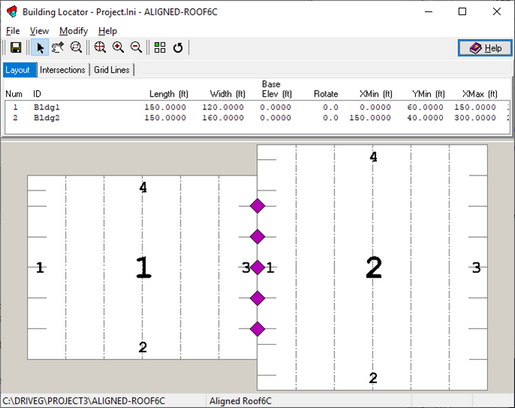 Building Locator - Project.Ini - ALIGNED-ROOF6C
File View Modify Help
Help
Layout Intersections Grid Lines
Num ID Length (ft) Width (ft) Base Elev (ft) Rotate XMin (ft) YMin (ft) XMax (ft)
1 Bldg1 150.0000 120.0000 0.0000 0.0 0.0000 60.0000 150.0000
2 Bldg2 150.0000 160.0000 0.0000 0.0 150.0000 40.0000 300.0000
4
4
1 1 3 1 2 3
2
2
C:\DRIVEG\PROJECT3\ALIGNED-ROOF6C Aligned Roof6C